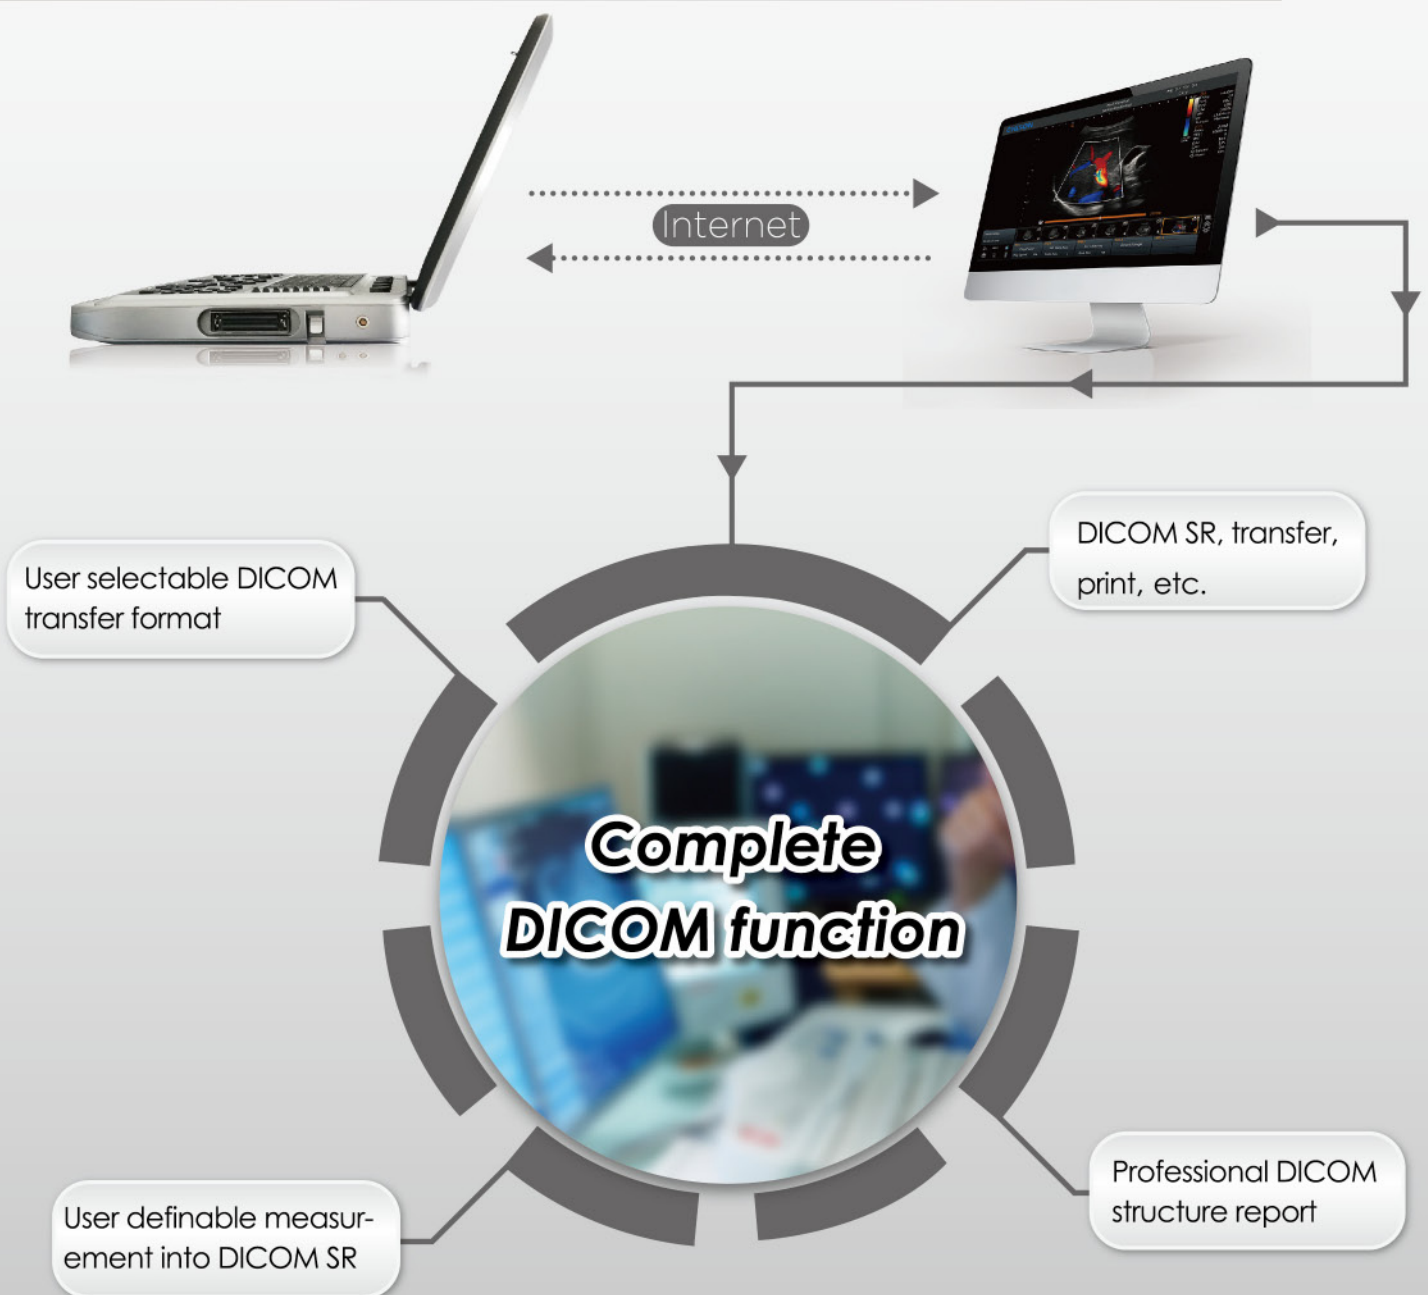 Internet
User selectable DICOM
transfer format
DICOM SR, transfer,
print, etc.
Complete
DICOM function
User definable measur-
ement into DICOM SR
Professional DICOM
structure report